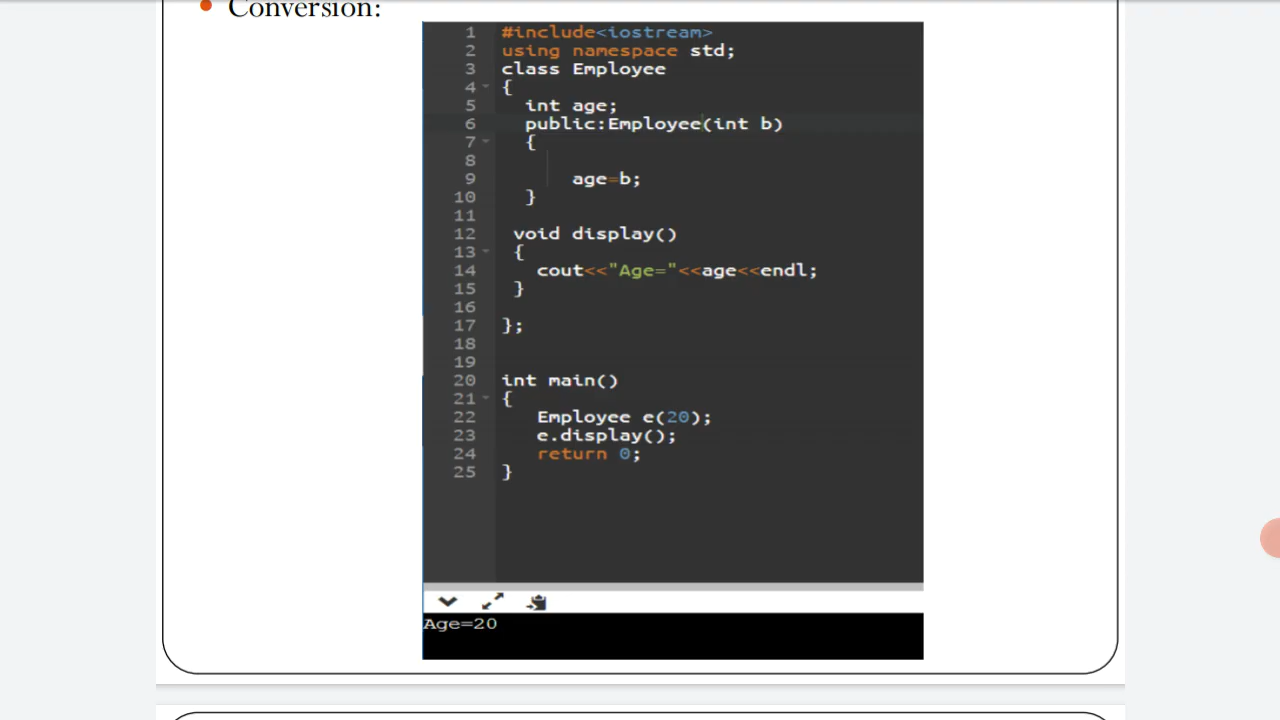 Conversion:
1 #include<iostream>
2 using namespace std;
3 class Employee
4 {
5 int age;
6 public:Employee(int b)
7 {
8
9 age=b;
10 }
11
12 void display()
13 {
14 cout<<"Age="<<age<<endl;
15 }
16
17 };
18
19
20 int main()
21 {
22 Employee e(20);
23 e.display();
24 return 0;
25 }
Age=20